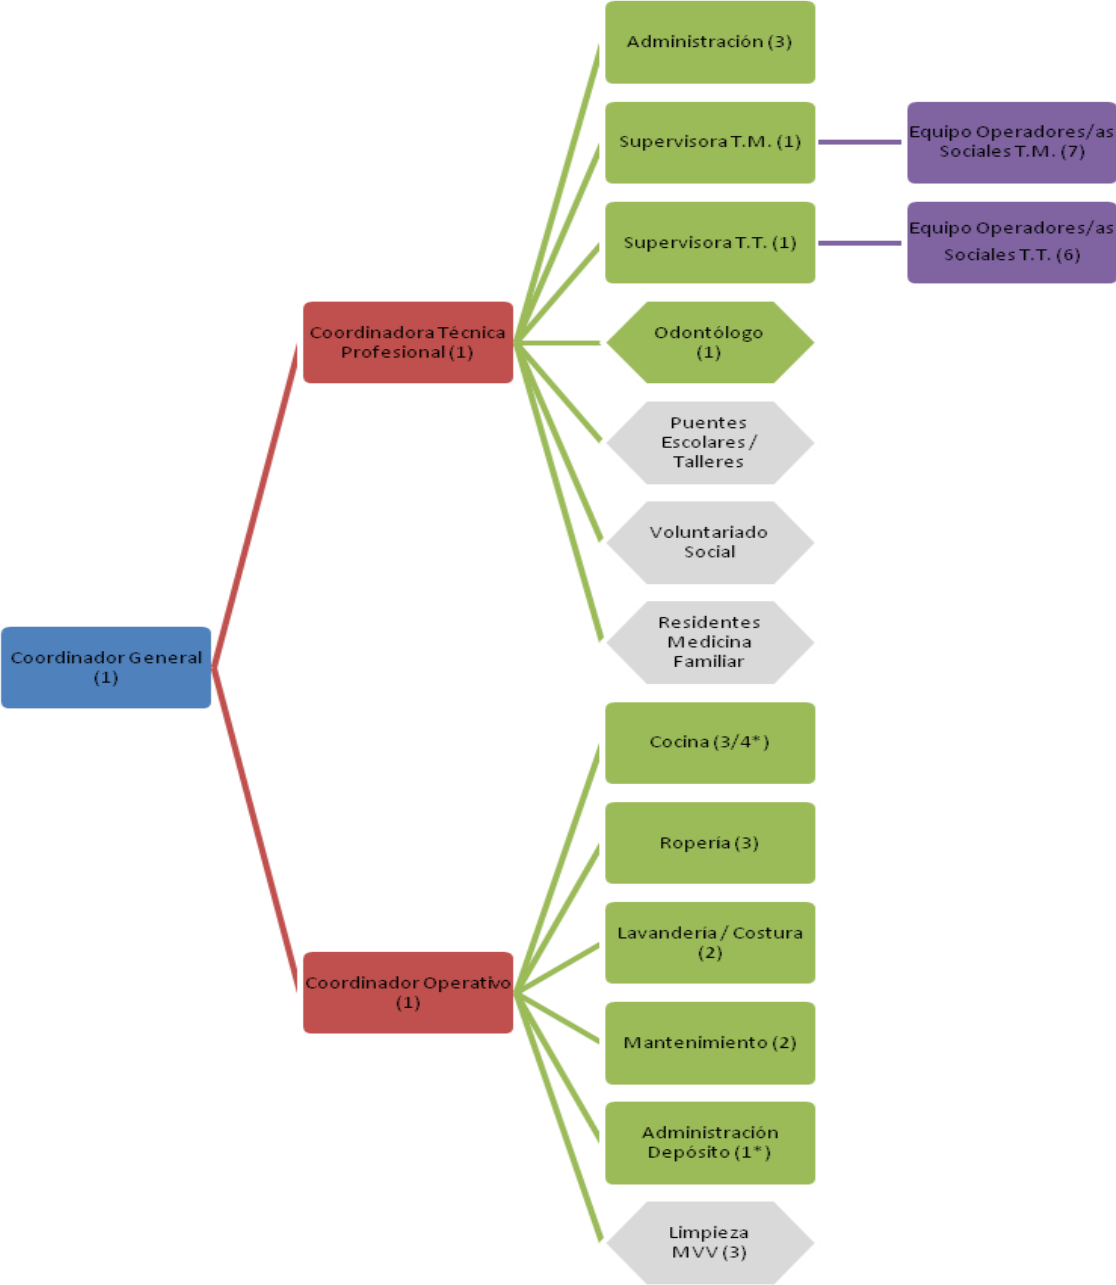 Administración (3)
Supervisora T.M. (1)
Equipo Operadores/as
Sociales T.M. (7)
Supervisora T.T. (1)
Equipo Operadores/as
Sociales T.T. (6)
Coordinadora Técnica
Profesional (1)
Odontólogo
(1)
Puentes
Escolares /
Talleres
Voluntariado
Social
Residentes
Medicina
Familiar
Coordinador General
(1)
Cocina (3/4*)
Ropería (3)
Lavandería / Costura
(2)
Coordinador Operativo
(1)
Mantenimiento (2)
Administración
Depósito (1*)
Limpieza
MVV (3)